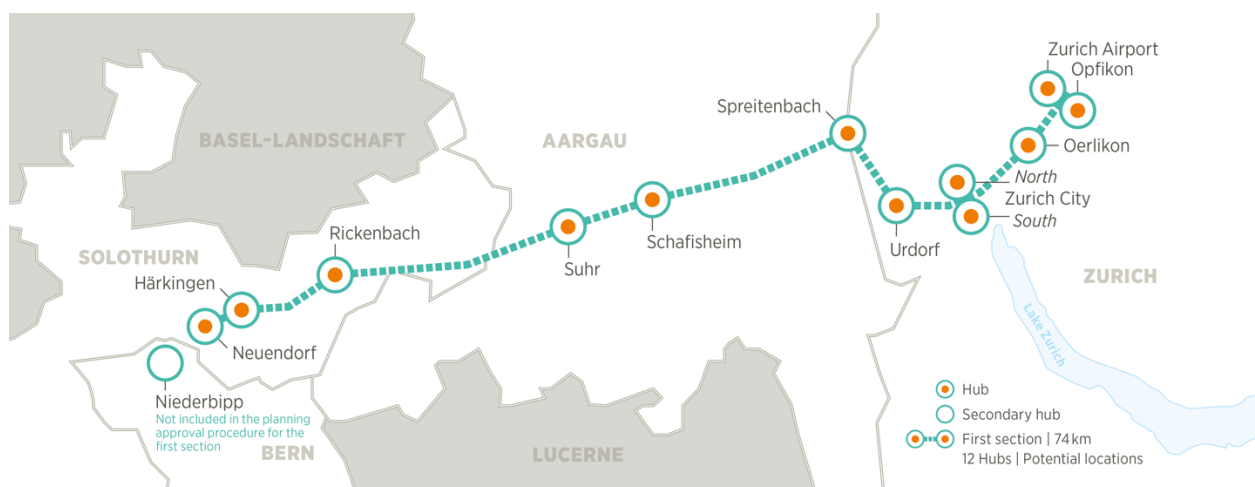 Zurich Airport
Opfikon
Spreitenbach
BASEL-LANDSCHAFT
AARGAU
Oerlikon
North
Zurich City
South
Rickenbach
Schafisheim
Urdorf
SOLOTHURN
Suhr
Härkingen
ZURICH
Neuendorf
Lake Zurich
Niederbipp
Not included in the planning
approval procedure for the
first section
BERN
LUCERNE
Hub
Secondary hub
First section | 74 km
12 Hubs | Potential locations